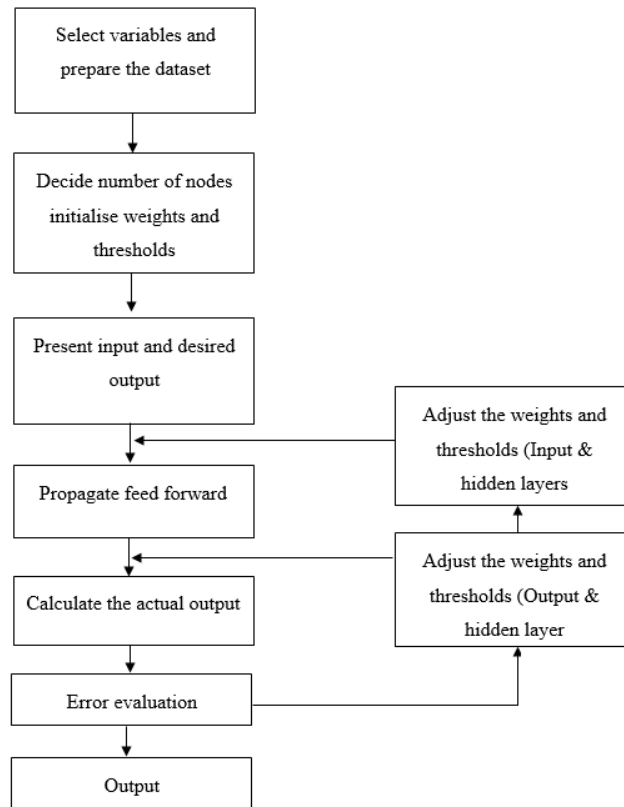 Select variables and
prepare the dataset
Decide number of nodes
initialise weights and
thresholds
Present input and desired
output
Adjust the weights and
thresholds (Input &
hidden layers
Propagate feed forward
Adjust the weights and
thresholds (Output &
hidden layer
Calculate the actual output
Error evaluation
Output